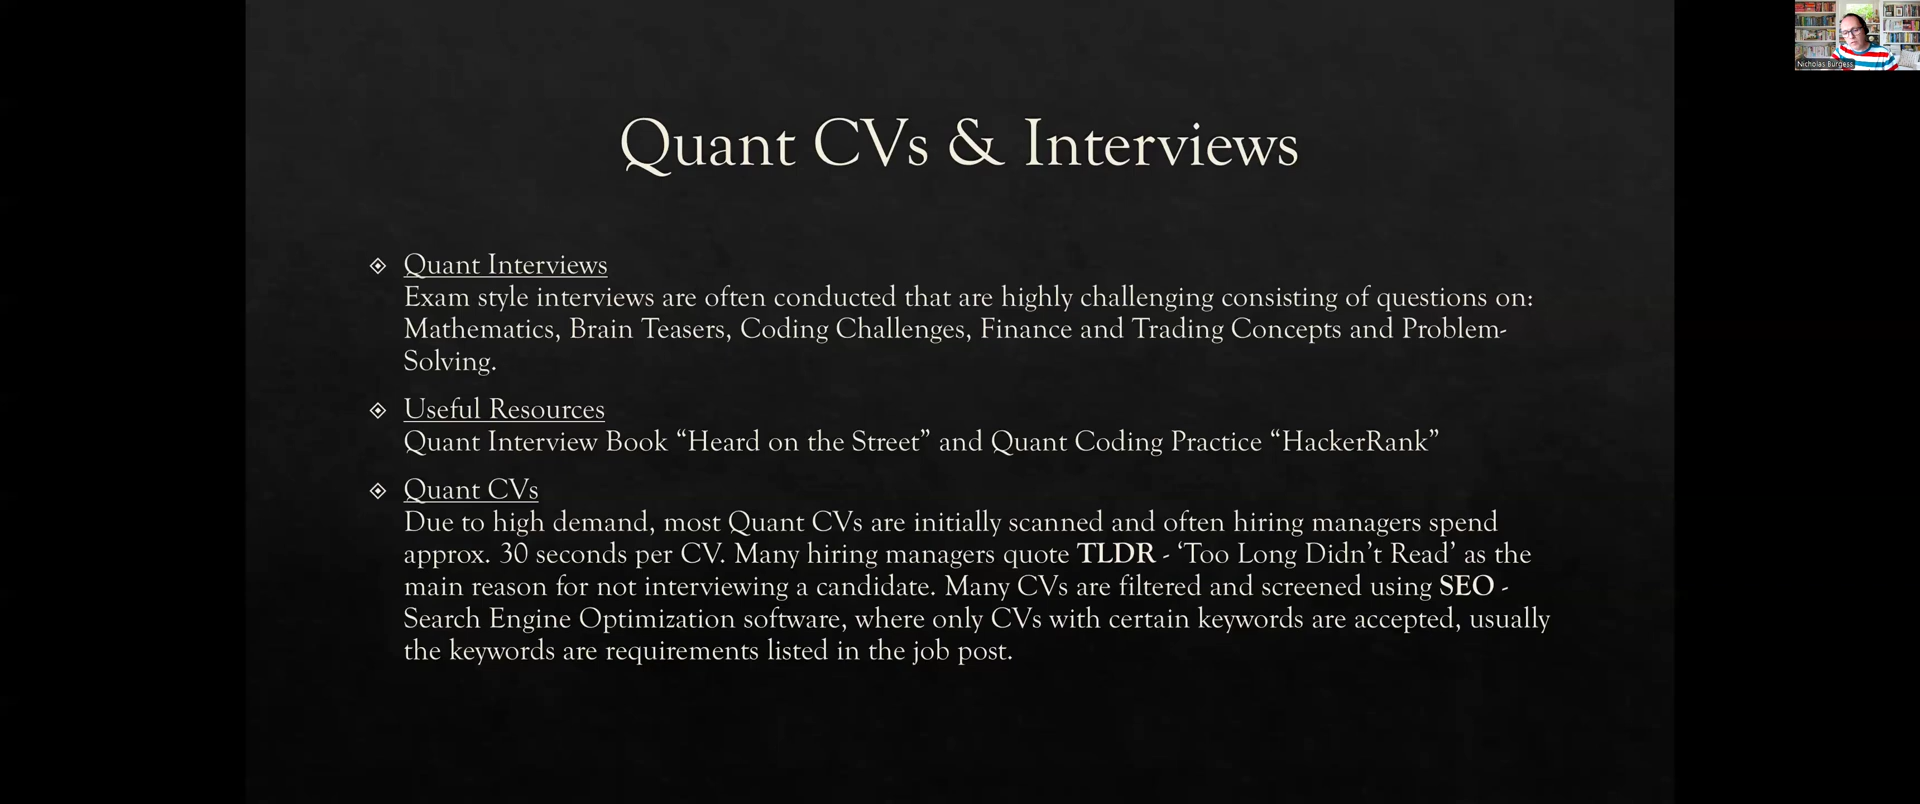 Nicholas Burgess
Quant CVs & Interviews
Quant Interviews
Exam style interviews are often conducted that are highly challenging consisting of questions on:
Mathematics, Brain Teasers, Coding Challenges, Finance and Trading Concepts and Problem-
Solving.
Useful Resources
Quant Interview Book “Heard on the Street” and Quant Coding Practice “HackerRank”
Quant CVs
Due to high demand, most Quant CVs are initially scanned and often hiring managers spend
approx. 30 seconds per CV. Many hiring managers quote TLDR - ‘Too Long Didn’t Read’ as the
main reason for not interviewing a candidate. Many CVs are filtered and screened using SEO -
Search Engine Optimization software, where only CVs with certain keywords are accepted, usually
the keywords are requirements listed in the job post.